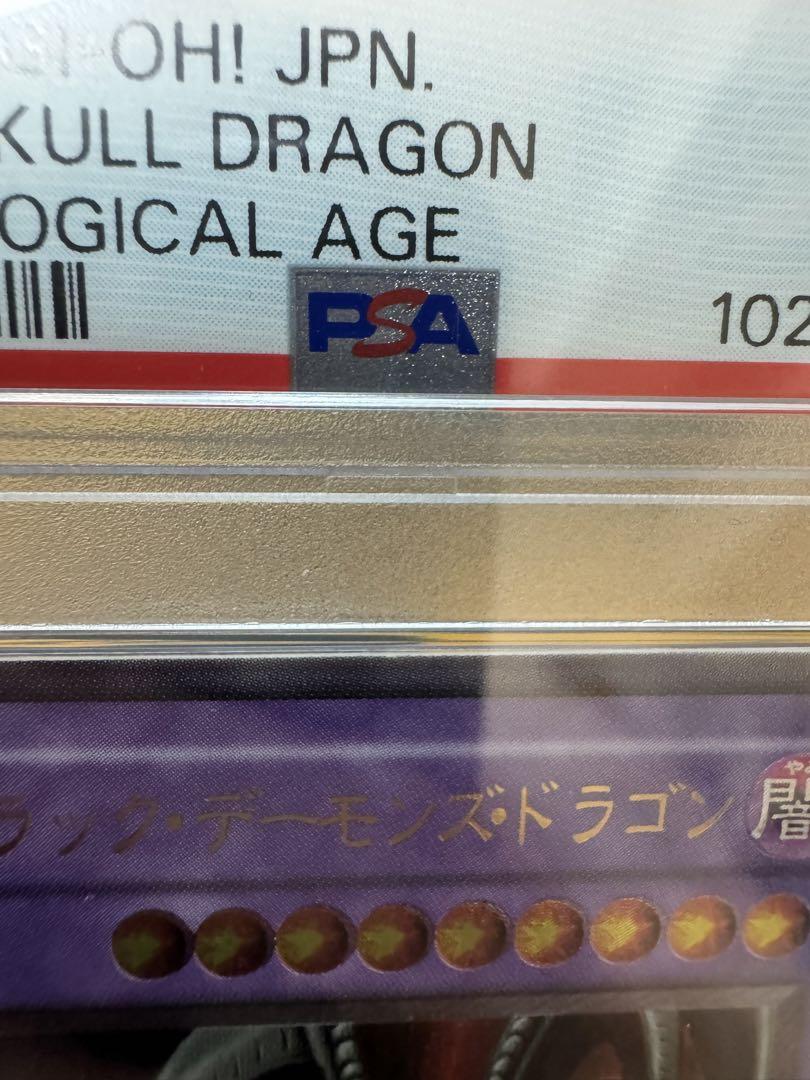 GI-OH! JPN.
KULL DRAGON
OGICAL AGE
PSA
102
ラック・デーモンズ・ドラゴン
闇